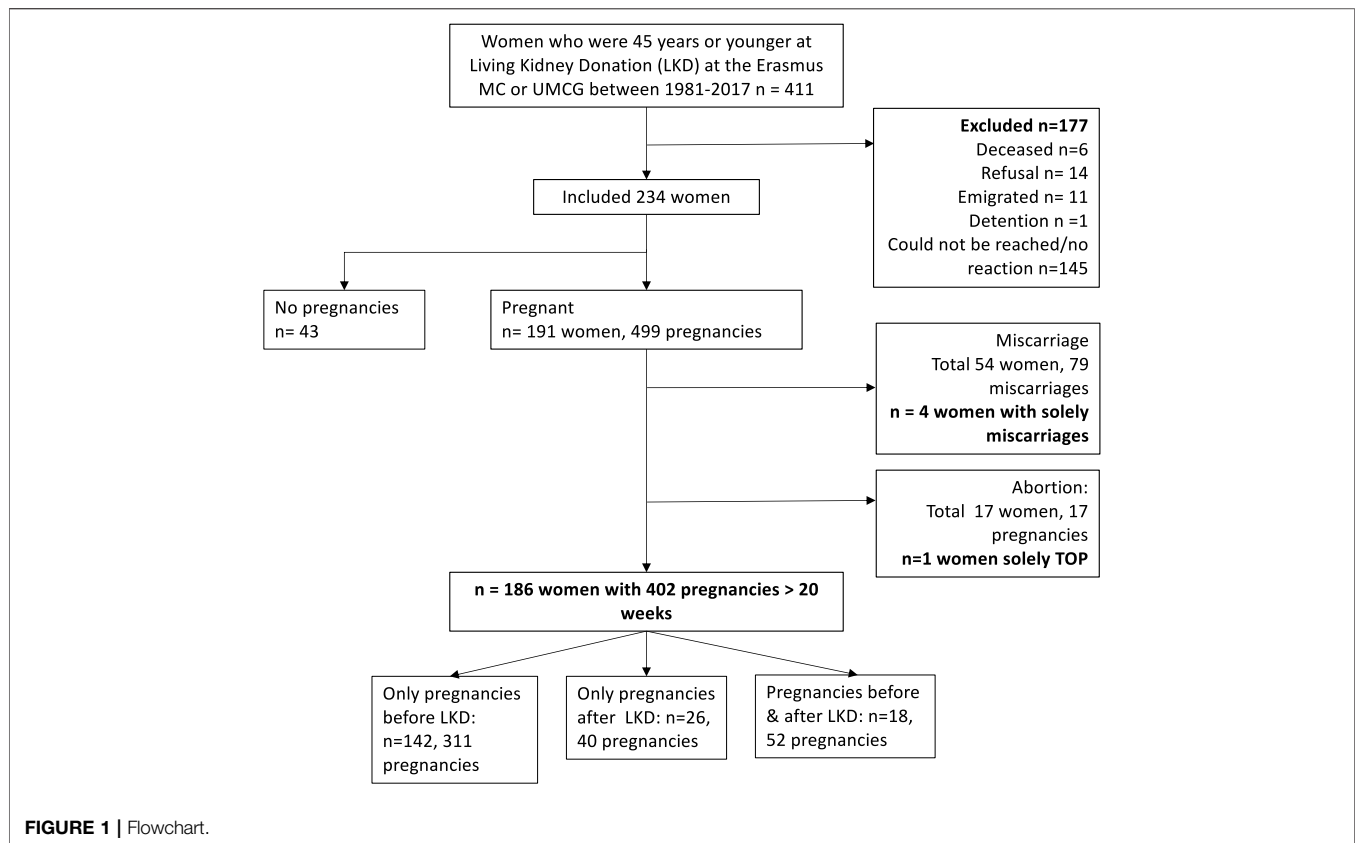 Women who were 45 years or younger at
Living Kidney Donation (LKD) at the Erasmus
MC or UMCG between 1981-2017 n = 411
Excluded n=177
Deceased n=6
Refusal n= 14
Emigrated n= 11
Detention n =1
Could not be reached/no
reaction n=145
Included 234 women
No pregnancies
n= 43
Pregnant
n= 191 women, 499 pregnancies
Miscarriage
Total 54 women, 79
miscarriages
n = 4 women with solely
miscarriages
Abortion:
Total  17 women, 17
pregnancies
n=1 women solely TOP
n = 186 women with 402 pregnancies > 20
weeks
Only pregnancies
before LKD:
n=142, 311
pregnancies
Only pregnancies
after  LKD: n=26,
40 pregnancies
Pregnancies before
& after LKD: n=18,
52 pregnancies
FIGURE 1 | Flowchart.